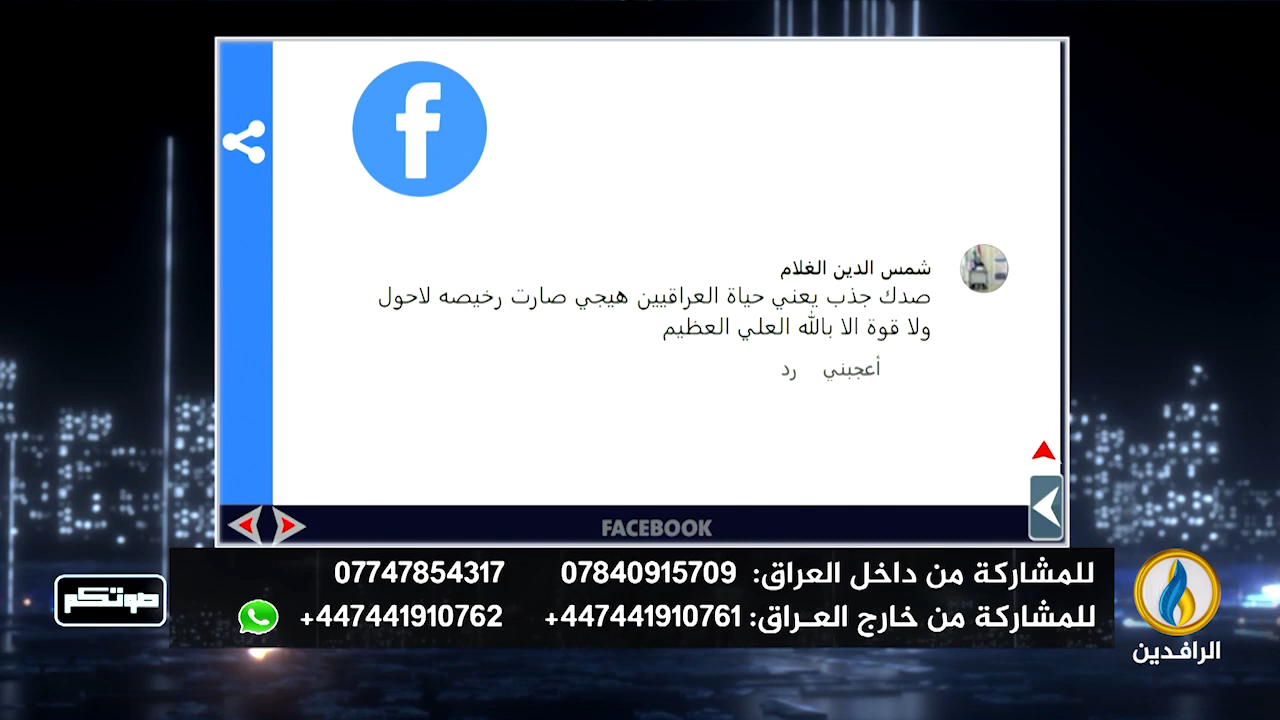 شمس الدين الغلام
صدك جذب يعني حياة العراقيين هيجي صارت رخيصه لاحول
ولا قوة الا بالله العلي العظيم
أعجبني رد
FACEBOOK
للمشاركة من داخل العراق: 07840915709 07747854317
للمشاركة من خارج العـراق: 447441910761+ 447441910762+
صوتكم
الرافدين